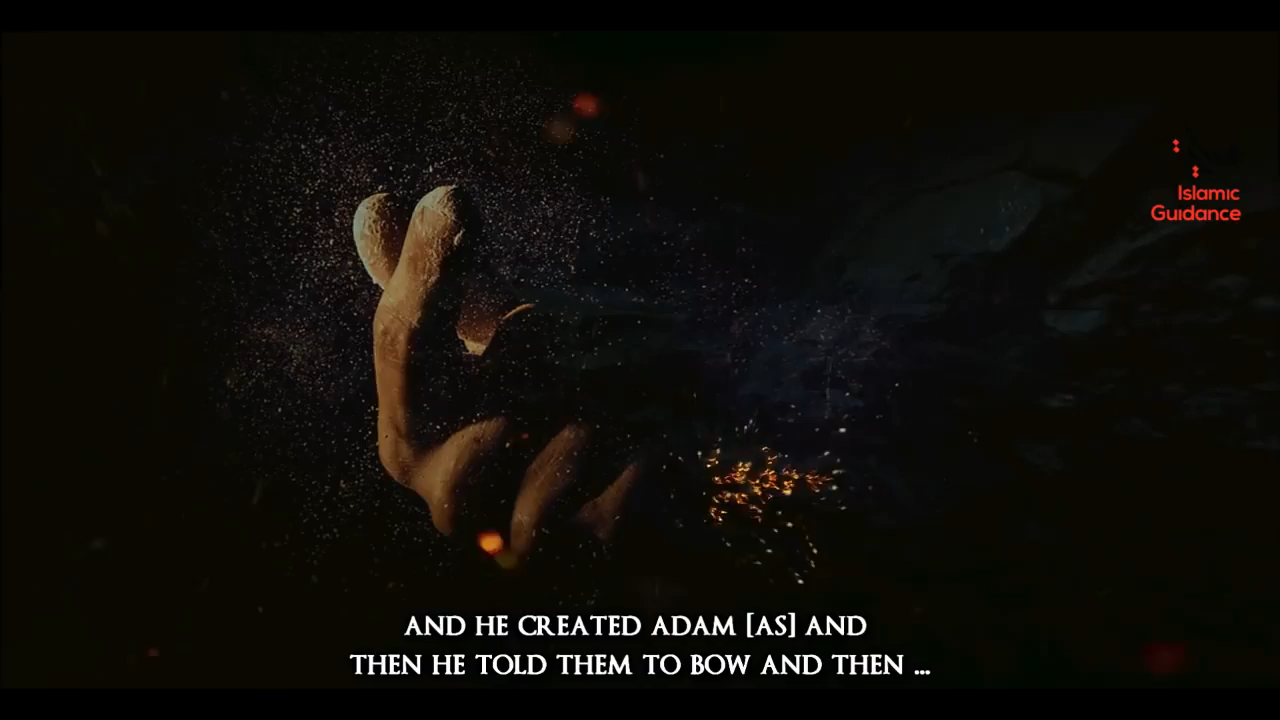 Islamic
Guidance
AND HE CREATED ADAM [AS] AND
THEN HE TOLD THEM TO BOW AND THEN ...